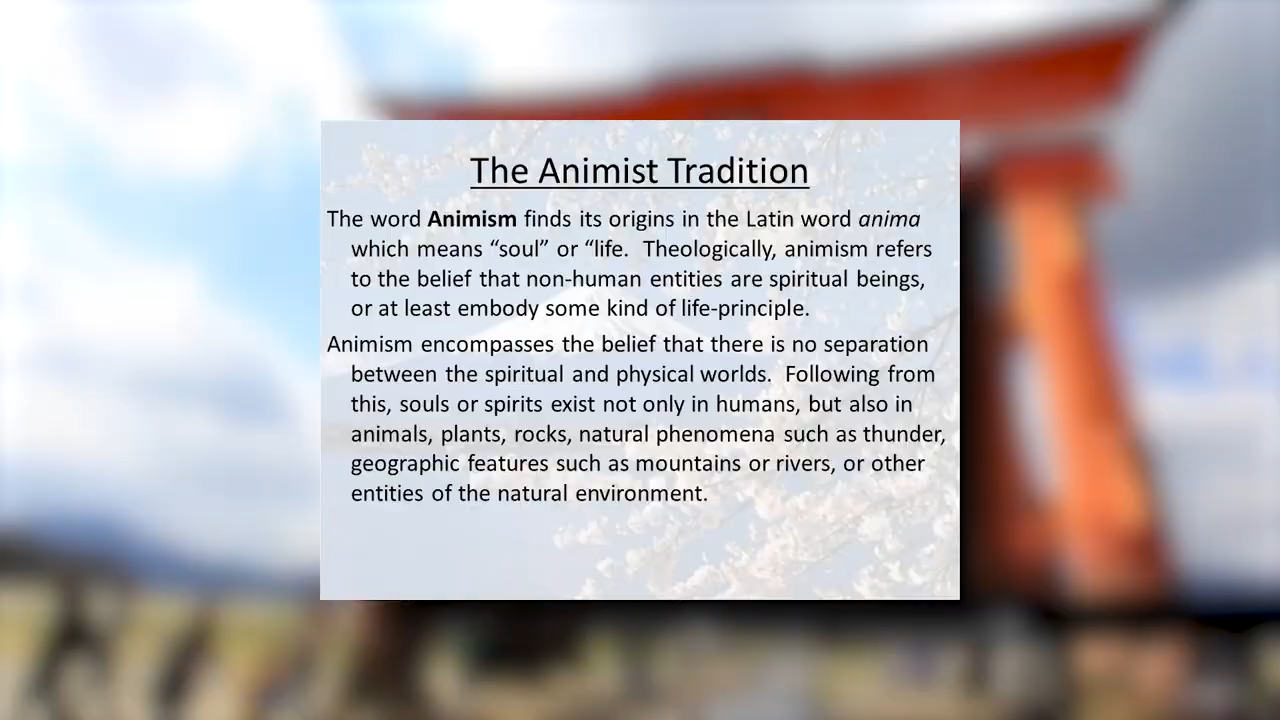 The Animist Tradition
The word Animism finds its origins in the Latin word anima
which means “soul” or “life.  Theologically, animism refers
to the belief that non-human entities are spiritual beings,
or at least embody some kind of life-principle.
Animism encompasses the belief that there is no separation
between the spiritual and physical worlds.  Following from
this, souls or spirits exist not only in humans, but also in
animals, plants, rocks, natural phenomena such as thunder,
geographic features such as mountains or rivers, or other
entities of the natural environment.